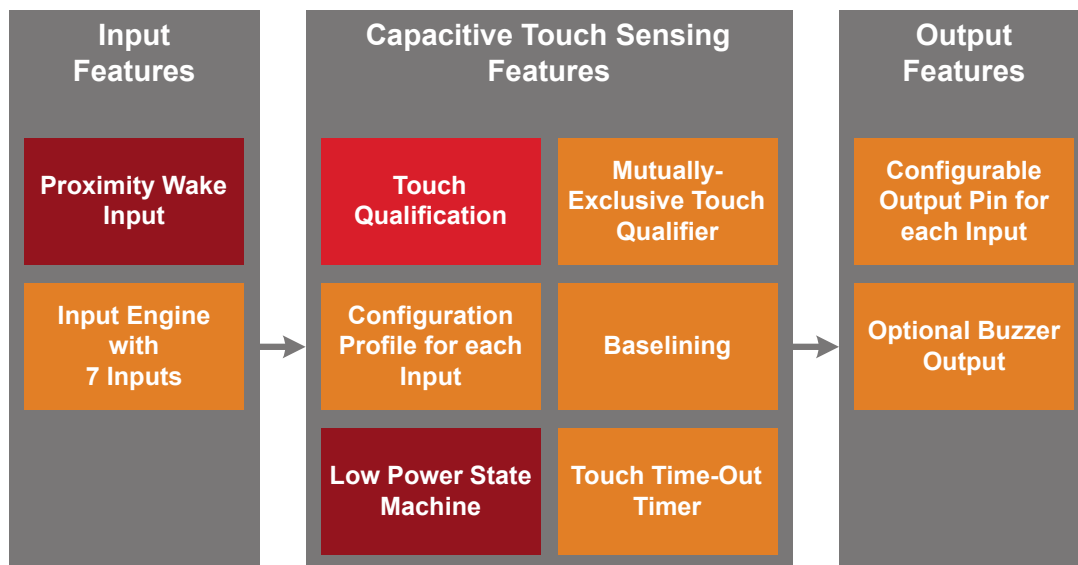 Input
Features
Proximity Wake
Input
Input Engine
with
7 Inputs
Capacitive Touch Sensing
Features
Touch
Qualification
Mutually-
Exclusive Touch
Qualifier
Configuration
Profile for each
Input
Baselining
Low Power State
Machine
Touch Time-Out
Timer
Output
Features
Configurable
Output Pin for
each Input
Optional Buzzer
Output